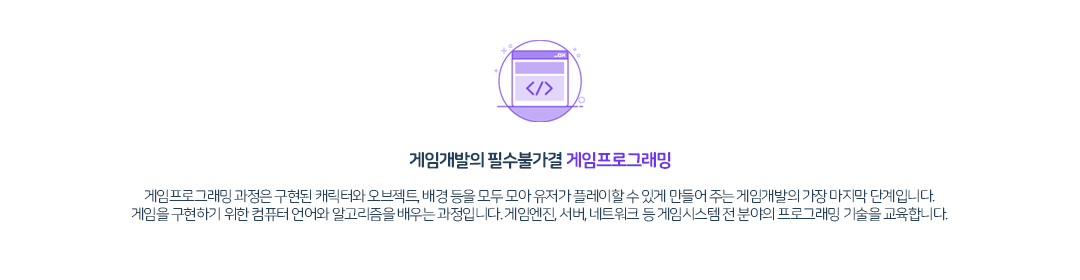 게임개발의 필수불가결 게임프로그래밍
게임프로그래밍 과정은 구현된 캐릭터와 오브젝트, 배경 등을 모두 모아 유저가 플레이할 수 있게 만들어 주는 게임개발의 가장 마지막 단계입니다.
게임을 구현하기 위한 컴퓨터 언어와 알고리즘을 배우는 과정입니다. 게임엔진, 서버, 네트워크 등 게임시스템 전 분야의 프로그래밍 기술을 교육합니다.